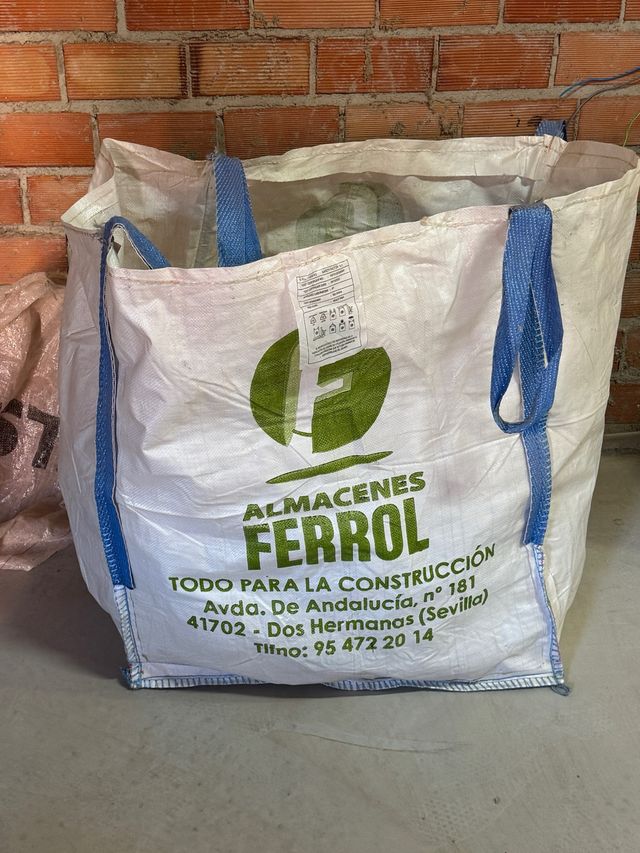 F
ALMACENES
FERROL
TODO PARA LA CONSTRUCCIÓN
Avda. De Andalucía, nº 181
41702 - Dos Hermanas (Sevilla)
Tlfno: 95 472 20 14
ST